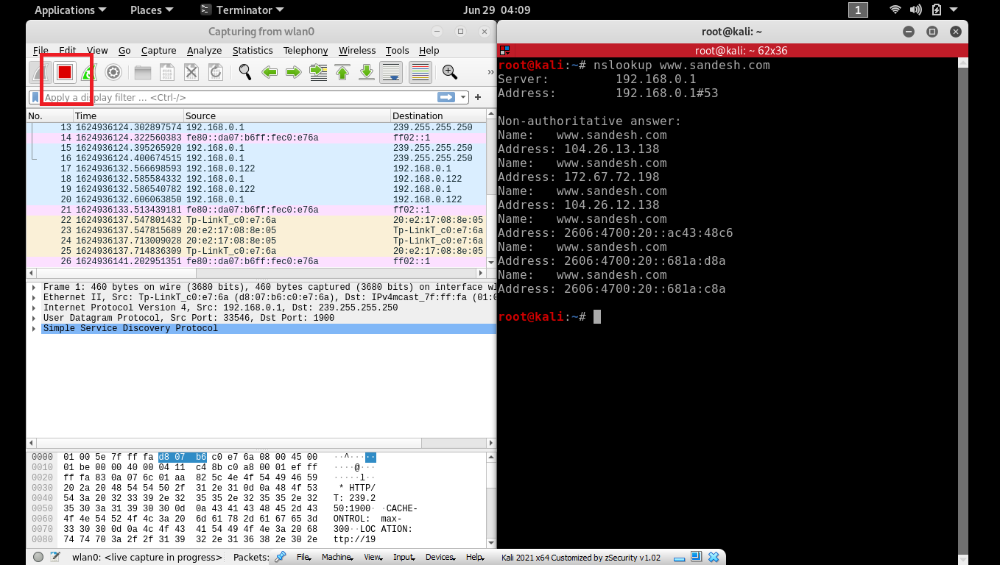 Applications Places Terminator Jun 29 04:09 1
Capturing from wlan0
File Edit View Go Capture Analyze Statistics Telephony Wireless Tools Help
Apply a display filter ... <Ctrl-/>
No. Time Source Destination
13 1624936124.302897574 192.168.0.1 239.255.255.250
14 1624936124.322560383 fe80::da07:b6ff:fec0:e76a ff02::1
15 1624936124.395265920 192.168.0.1 239.255.255.250
16 1624936124.400674515 192.168.0.1 239.255.255.250
17 1624936132.566698593 192.168.0.122 192.168.0.1
18 1624936132.585584332 192.168.0.1 192.168.0.122
19 1624936132.586540782 192.168.0.122 192.168.0.1
20 1624936132.606063850 192.168.0.1 192.168.0.122
21 1624936133.513439181 fe80::da07:b6ff:fec0:e76a ff02::1
22 1624936137.547801432 Tp-LinkT_c0:e7:6a 20:e2:17:08:8e:05
23 1624936137.547815689 20:e2:17:08:8e:05 Tp-LinkT_c0:e7:6a
24 1624936137.713009028 20:e2:17:08:8e:05 Tp-LinkT_c0:e7:6a
25 1624936137.714836309 Tp-LinkT_c0:e7:6a 20:e2:17:08:8e:05
26 1624936141.202951351 fe80::da07:b6ff:fec0:e76a ff02::1
Frame 1: 460 bytes on wire (3680 bits), 460 bytes captured (3680 bits) on interface wl
Ethernet II, Src: Tp-LinkT_c0:e7:6a (d8:07:b6:c0:e7:6a), Dst: IPv4mcast_7f:ff:fa (01:0
Internet Protocol Version 4, Src: 192.168.0.1, Dst: 239.255.255.250
User Datagram Protocol, Src Port: 33546, Dst Port: 1900
Simple Service Discovery Protocol
0000 01 00 5e 7f ff fa d8 07 b6 c0 e7 6a 08 00 45 00 ··^·····
0010 01 be 00 00 40 00 04 11 c4 8b c0 a8 00 01 ef ff ····@···
0020 ff fa 83 0a 07 6c 01 aa 82 5c 4e 4f 54 49 46 59 ·····l··
0030 20 2a 20 48 54 54 50 2f 31 2e 31 0d 0a 48 4f 53 * HTTP/
0040 54 3a 20 32 33 39 2e 32 35 35 2e 32 35 35 2e 32 T: 239.2
0050 35 30 3a 31 39 30 30 0d 0a 43 41 43 48 45 2d 43 50:1900· ·CACHE-
0060 4f 4e 54 52 4f 4c 3a 20 6d 61 78 2d 61 67 65 3d ONTROL: max-
0070 33 30 30 0d 0a 4c 4f 43 41 54 49 4f 4e 3a 20 68 300··LOC ATION:
0080 74 74 70 3a 2f 2f 31 39 32 2e 31 36 38 2e 30 2e ttp://19
wlan0: <live capture in progress> Packets:
root@kali: ~
root@kali: ~ 62x36
root@kali:~# nslookup www.sandesh.com
Server: 192.168.0.1
Address: 192.168.0.1#53
Non-authoritative answer:
Name: www.sandesh.com
Address: 104.26.13.138
Name: www.sandesh.com
Address: 172.67.72.198
Name: www.sandesh.com
Address: 104.26.12.138
Name: www.sandesh.com
Address: 2606:4700:20::ac43:48c6
Name: www.sandesh.com
Address: 2606:4700:20::681a:d8a
Name: www.sandesh.com
Address: 2606:4700:20::681a:c8a
root@kali:~#
File Machine View Input Devices Help Kali 2021 x64 Customized by zSecurity v1.02